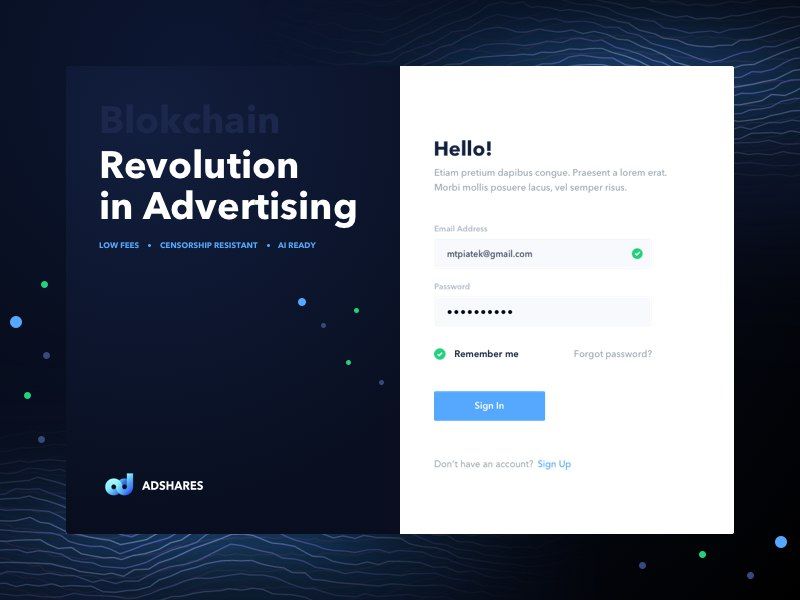 Blokchain
Revolution
in Advertising
LOW FEES • CENSORSHIP RESISTANT • AI READY
ADSHARES
Hello!
Etiam pretium dapibus congue. Praesent a lorem erat.
Morbi mollis posuere lacus, vel semper risus.
Email Address
mtpiatek@gmail.com
Password
••••••••••
Remember me
Forgot password?
Sign In
Don't have an account? Sign Up